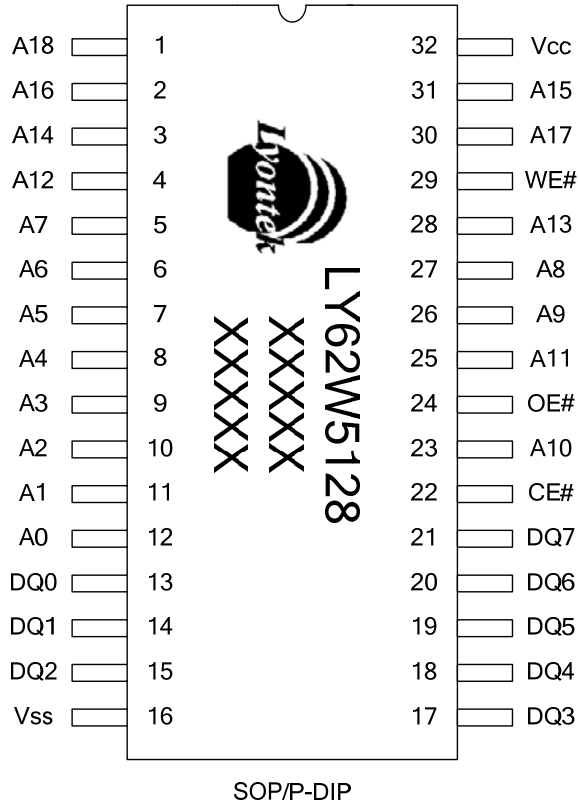 A18 1 32 Vcc
A16 2 31 A15
A14 3 30 A17
A12 4 29 WE#
A7 5 28 A13
A6 6 27 A8
A5 7 26 A9
A4 8 25 A11
A3 9 24 OE#
A2 10 23 A10
A1 11 22 CE#
A0 12 21 DQ7
DQ0 13 20 DQ6
DQ1 14 19 DQ5
DQ2 15 18 DQ4
Vss 16 17 DQ3
Lyontek
LY62W5128
XXXXX
XXXXX
SOP/P-DIP